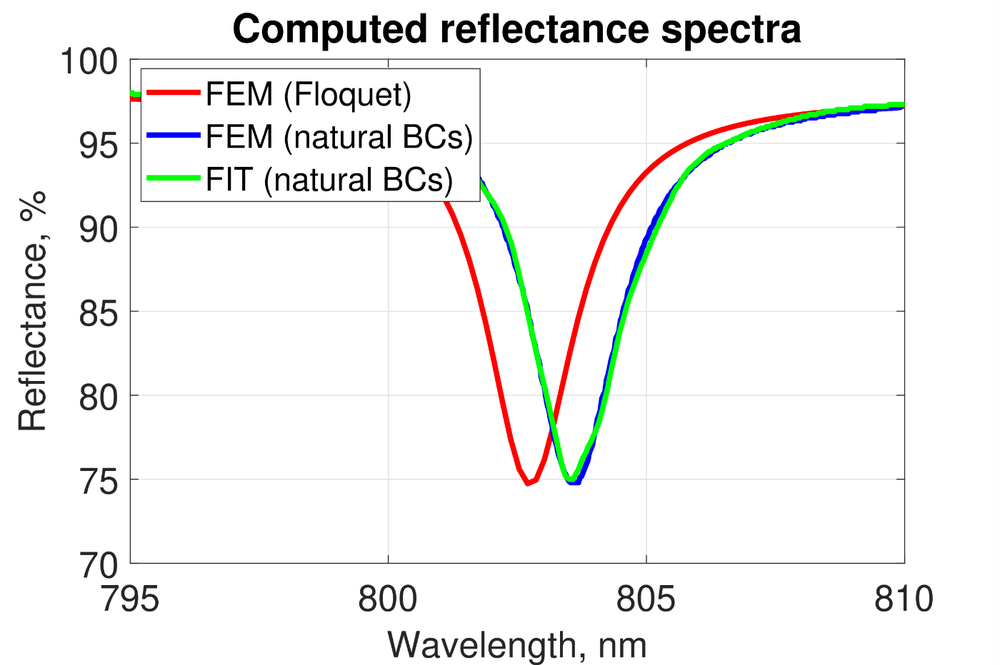 Computed reflectance spectra
100
95
90
85
80
75
70
Reflectance, %
FEM (Floquet)
FEM (natural BCs)
FIT (natural BCs)
795 800 805 810
Wavelength, nm